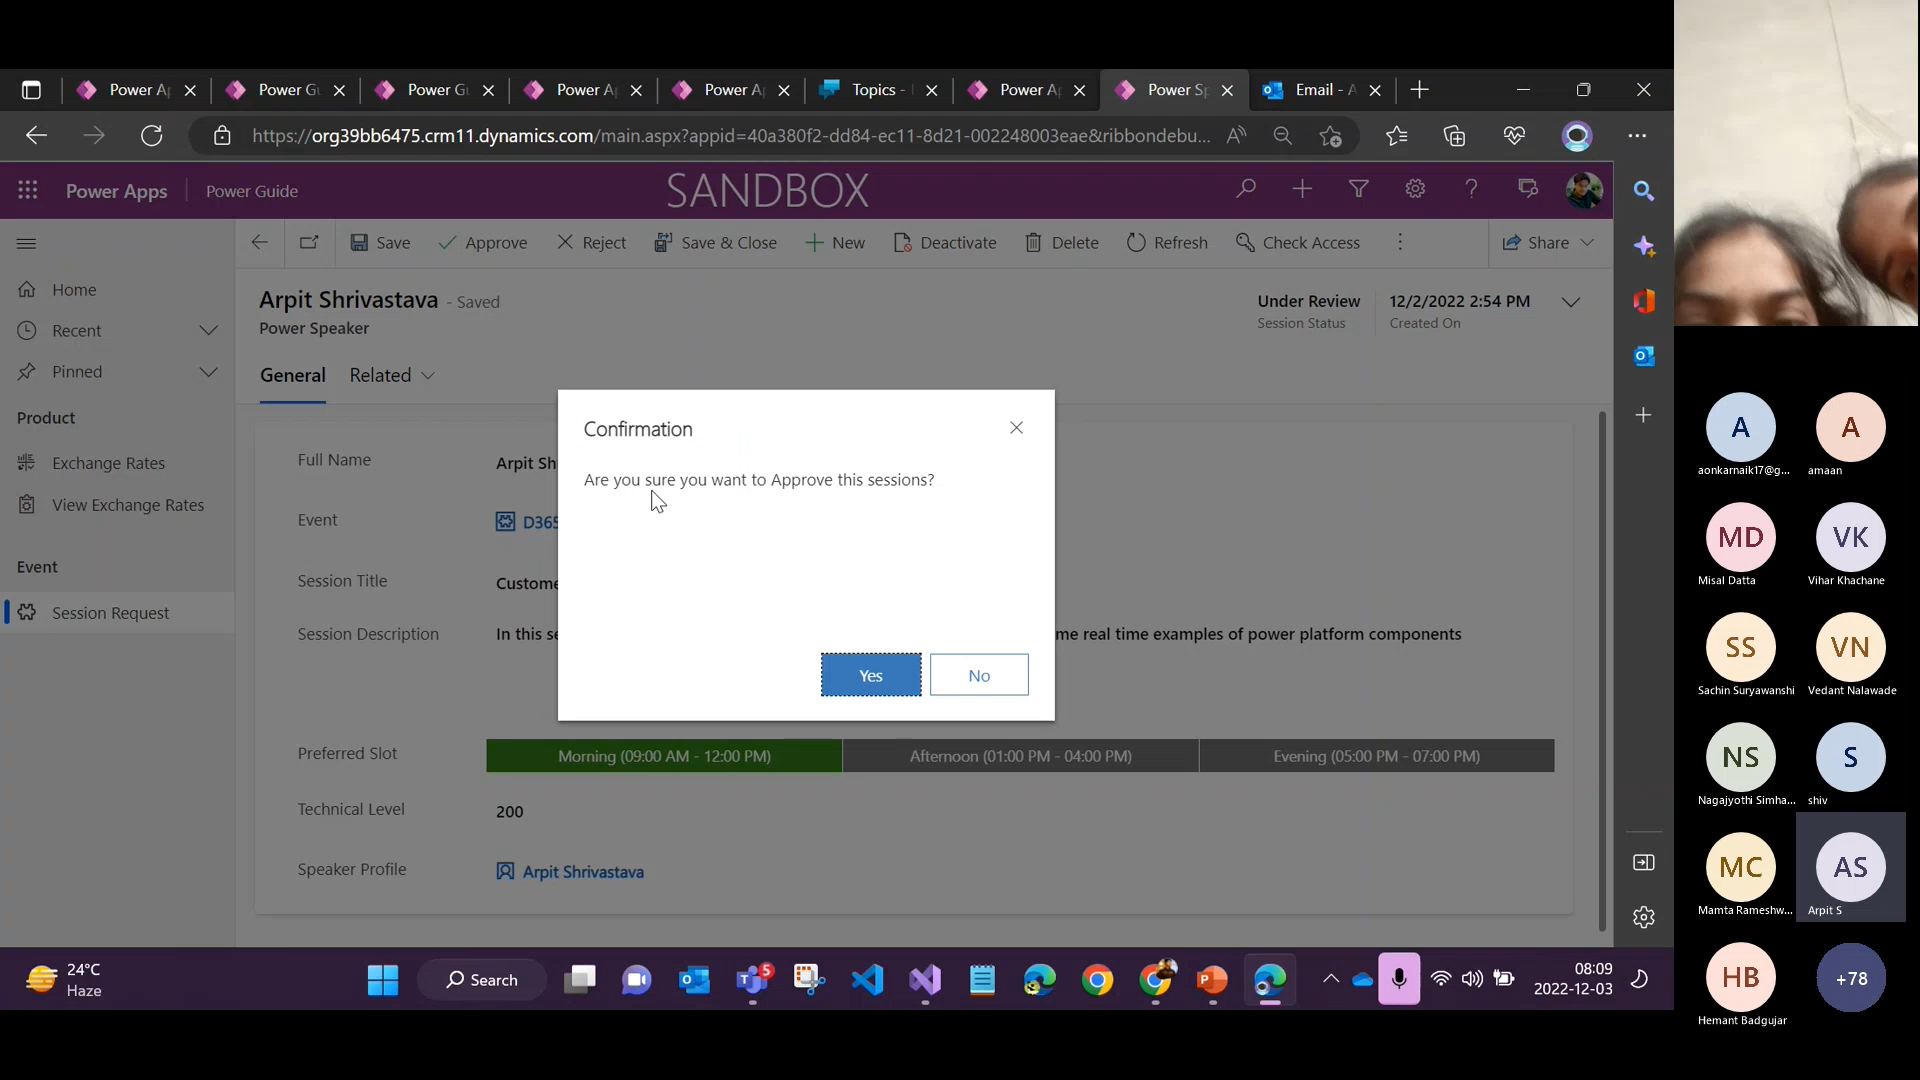 Power A
Power G
Power G
Power A
Power A
Topics -
Power A
Power S
Email - A
https://org39bb6475.crm11.dynamics.com/main.aspx?appid=40a380f2-dd84-ec11-8d21-002248003eae&ribbondebu...
Power Apps
Power Guide
SANDBOX
Save
Approve
Reject
Save & Close
New
Deactivate
Delete
Refresh
Check Access
Share
Home
Recent
Pinned
Product
Exchange Rates
View Exchange Rates
Event
Session Request
Arpit Shrivastava - Saved
Power Speaker
Under Review
Session Status
12/2/2022 2:54 PM
Created On
General Related
Confirmation
Are you sure you want to Approve this sessions?
Yes
No
Full Name
Arpit Sh
Event
D365
Session Title
Custome
Session Description
In this se
me real time examples of power platform components
Preferred Slot
Morning (09:00 AM - 12:00 PM)
Afternoon (01:00 PM - 04:00 PM)
Evening (05:00 PM - 07:00 PM)
Technical Level
200
Speaker Profile
Arpit Shrivastava
24°C
Haze
Search
5
08:09
2022-12-03
A
aonkarnaik17@g...
A
amaan
MD
Misal Datta
VK
Vihar Khachane
SS
Sachin Suryawanshi
VN
Vedant Nalawade
NS
Nagajyothi Simha...
S
shiv
MC
Mamta Rameshw...
AS
Arpit S
HB
Hemant Badgujar
+78